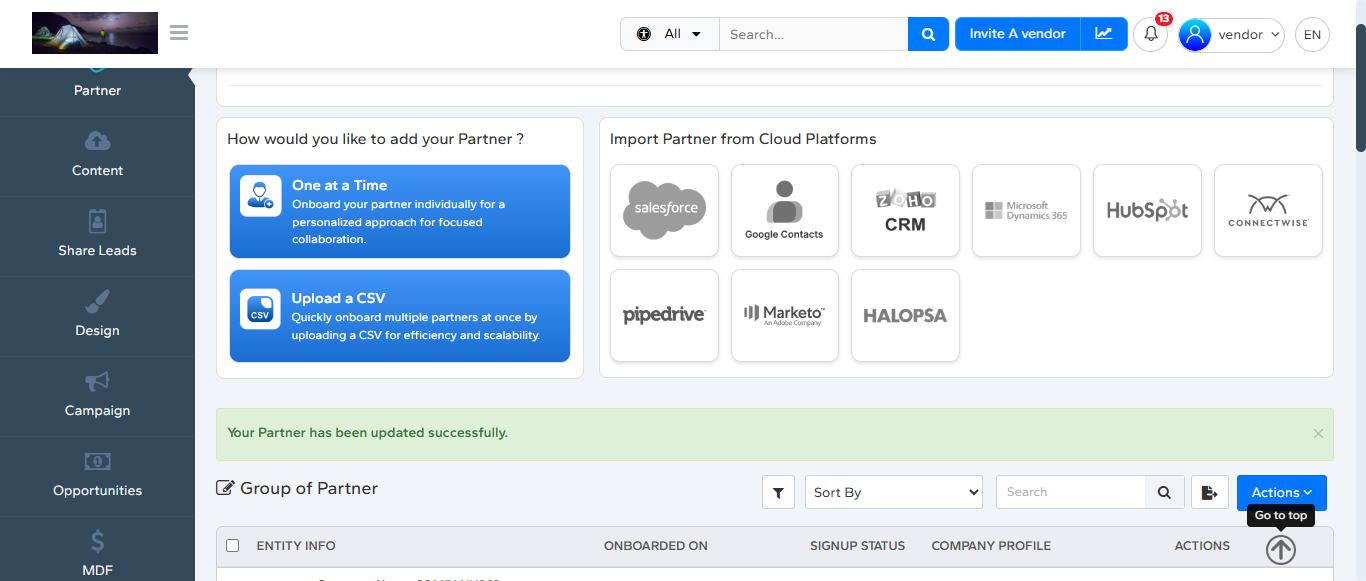 All
Search...
Invite A vendor
13
vendor
EN
Partner
Content
Share Leads
Design
Campaign
Opportunities
MDF
How would you like to add your Partner ?
One at a Time
Onboard your partner individually for a
personalized approach for focused
collaboration.
CSV
Upload a CSV
Quickly onboard multiple partners at once by
uploading a CSV for efficiency and scalability.
Import Partner from Cloud Platforms
salesforce
Google Contacts
ZOHO
CRM
Microsoft
Dynamics 365
HubSpot
CONNECTWISE
pipedrive
Marketo™
An Adobe Company
HALOPSA
Your Partner has been updated successfully.
×
Group of Partner
Sort By
Search
Actions
Go to top
ENTITY INFO
ONBOARDED ON
SIGNUP STATUS
COMPANY PROFILE
ACTIONS